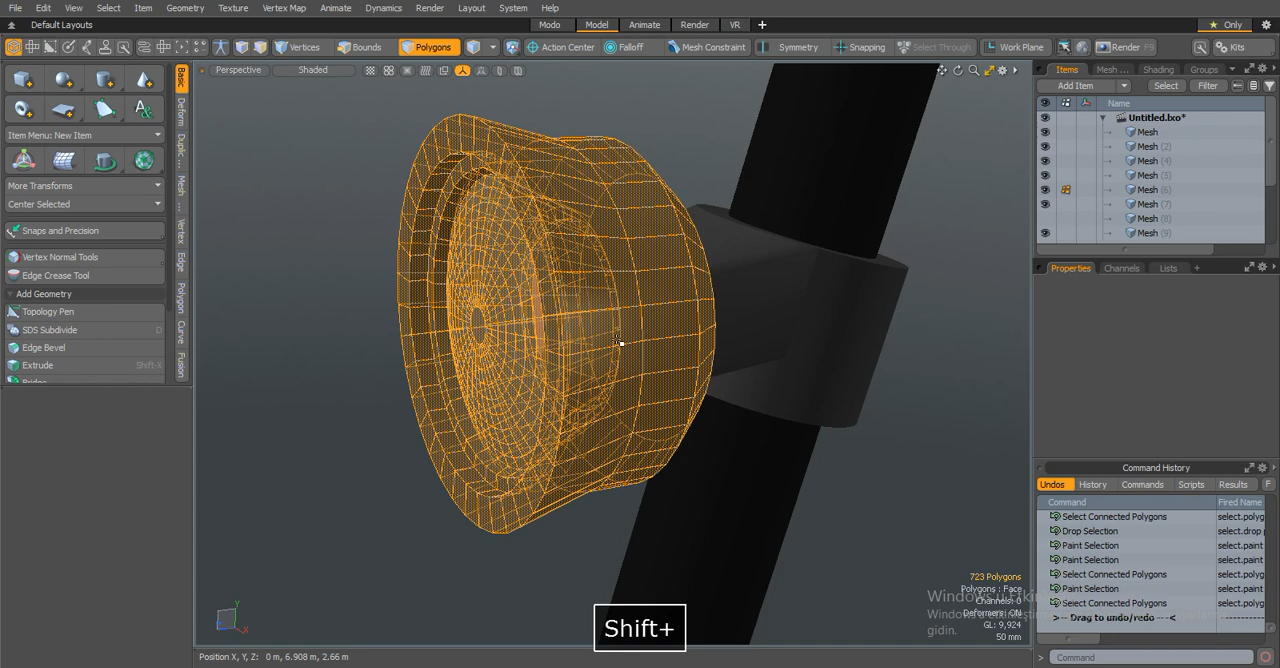 File Edit View Select Item Geometry Texture Vertex Map Animate Dynamics Render Layout System Help
Default Layouts
Modo Model Animate Render VR
Only
Vertices Bounds Polygons Action Center Falloff Mesh Constraint Symmetry Snapping Select Through Work Plane Render F9 Kits
Item Menu: New Item
More Transforms
Center Selected
Snaps and Precision
Vertex Normal Tools
Edge Crease Tool
Add Geometry
Topology Pen
SDS Subdivide D
Edge Bevel
Extrude Shift-X
Bridge
Basic
Deform
Duplic ...
Mesh ...
Vertex
Edge
Polygon
Curve
Fusion
Perspective Shaded
Items Mesh ... Shading Groups
Add Item Select Filter
Name
Untitled.lxo*
Mesh
Mesh (2)
Mesh (4)
Mesh (5)
Mesh (6)
Mesh (7)
Mesh (8)
Mesh (9)
Properties Channels Lists +
Command History
Undos History Commands Scripts Results F
Command Fired Name
Select Connected Polygons select.polyg
Drop Selection select.drop p
Paint Selection select.paint
Paint Selection select.paint
Select Connected Polygons select.polyg
Paint Selection select.paint
Select Connected Polygons select.polyg
>-- Drag to undo/redo ---<
723 Polygons
Polygons : Face
Channels: 0
Deformers: ON
GL: 9,924
50 mm
gidin.
Shift+
Position X, Y, Z: 0 m, 6.908 m, 2.66 m
> Command